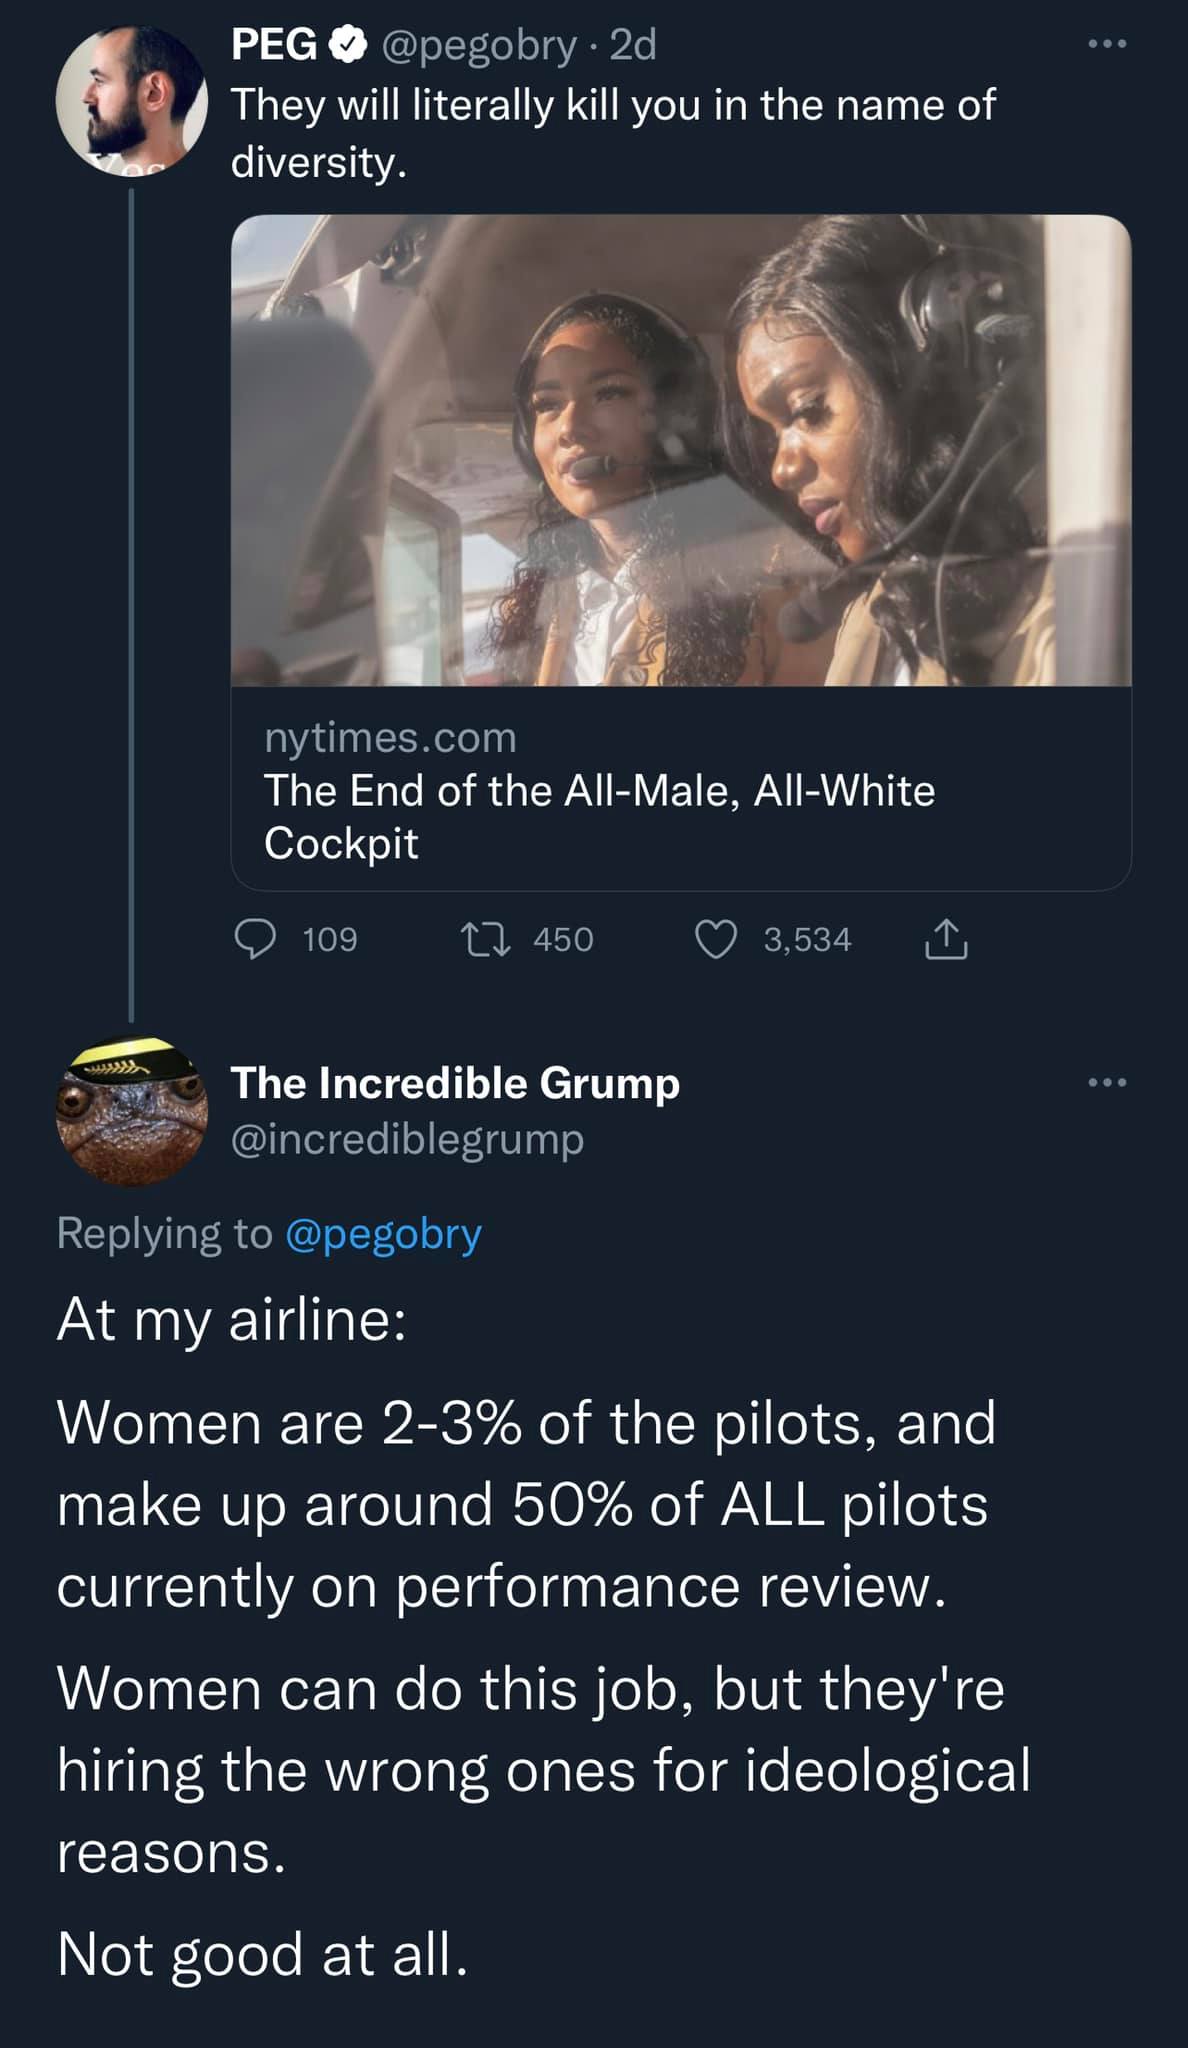 PEG @pegobry · 2d
They will literally kill you in the name of
diversity.
nytimes.com
The End of the All-Male, All-White
Cockpit
109 450 3,534
The Incredible Grump
@incrediblegrump
Replying to @pegobry
At my airline:
Women are 2-3% of the pilots, and
make up around 50% of ALL pilots
currently on performance review.
Women can do this job, but they're
hiring the wrong ones for ideological
reasons.
Not good at all.